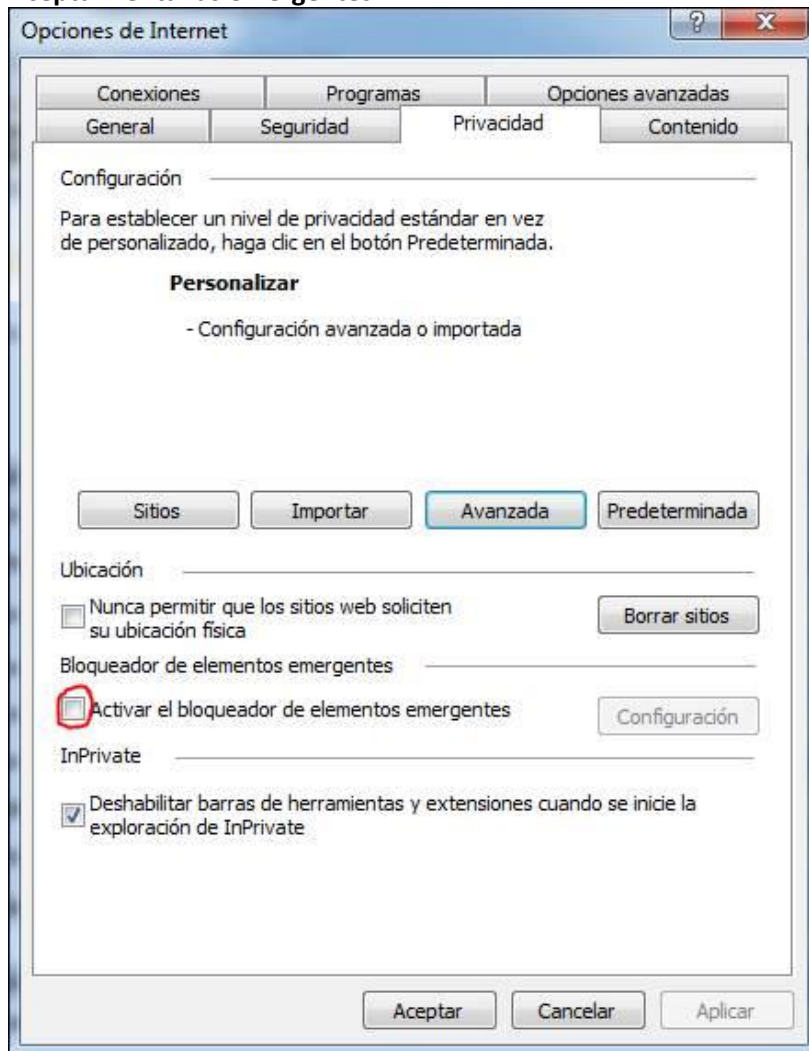 Opciones de Internet
Conexiones Programas Opciones avanzadas
General Seguridad Privacidad Contenido
Configuración
Para establecer un nivel de privacidad estándar en vez
de personalizado, haga clic en el botón Predeterminada.
Personalizar
- Configuración avanzada o importada
Sitios Importar Avanzada Predeterminada
Ubicación
Nunca permitir que los sitios web soliciten
su ubicación física
Borrar sitios
Bloqueador de elementos emergentes
Activar el bloqueador de elementos emergentes
Configuración
InPrivate
Deshabilitar barras de herramientas y extensiones cuando se inicie la
exploración de InPrivate
Aceptar Cancelar Aplicar